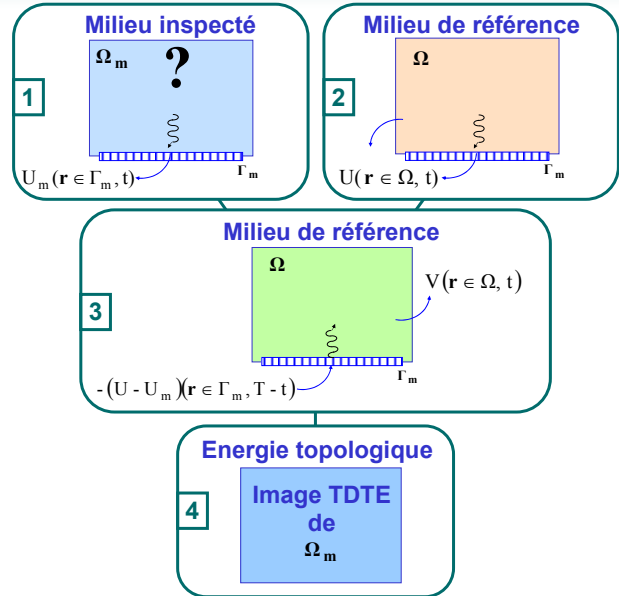 Milieu inspecté
Ω m
?
1
Γ m
U m (r ∈ Γ m , t)
Milieu de référence
Ω
2
Γ m
U(r ∈ Ω, t)
Milieu de référence
Ω
3
V(r ∈ Ω, t)
-(U - U m)(r ∈ Γ m , T - t)
Γ m
Energie topologique
4
Image TDTE
de
Ω m